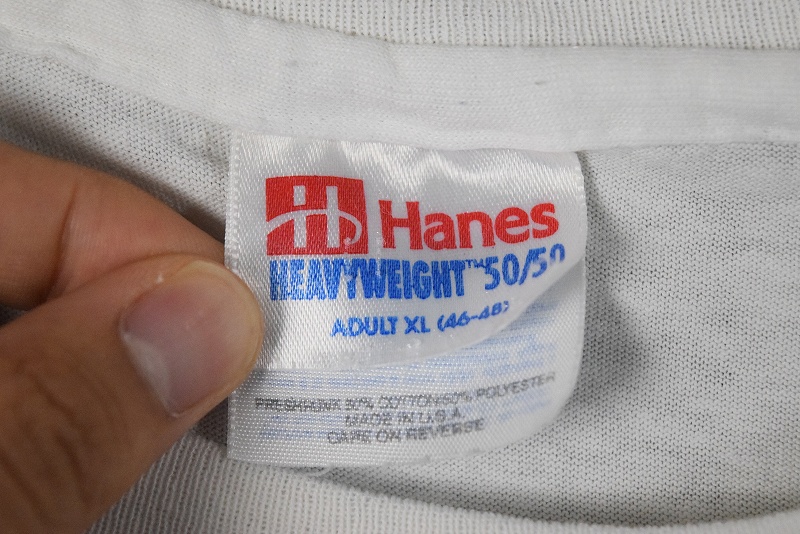 H Hanes
HEAVYWEIGHT™ 50/50
ADULT XL (46-48)
PRESHRUNK 50% COTTON/50% POLYESTER
MADE IN U.S.A.
CARE ON REVERSE